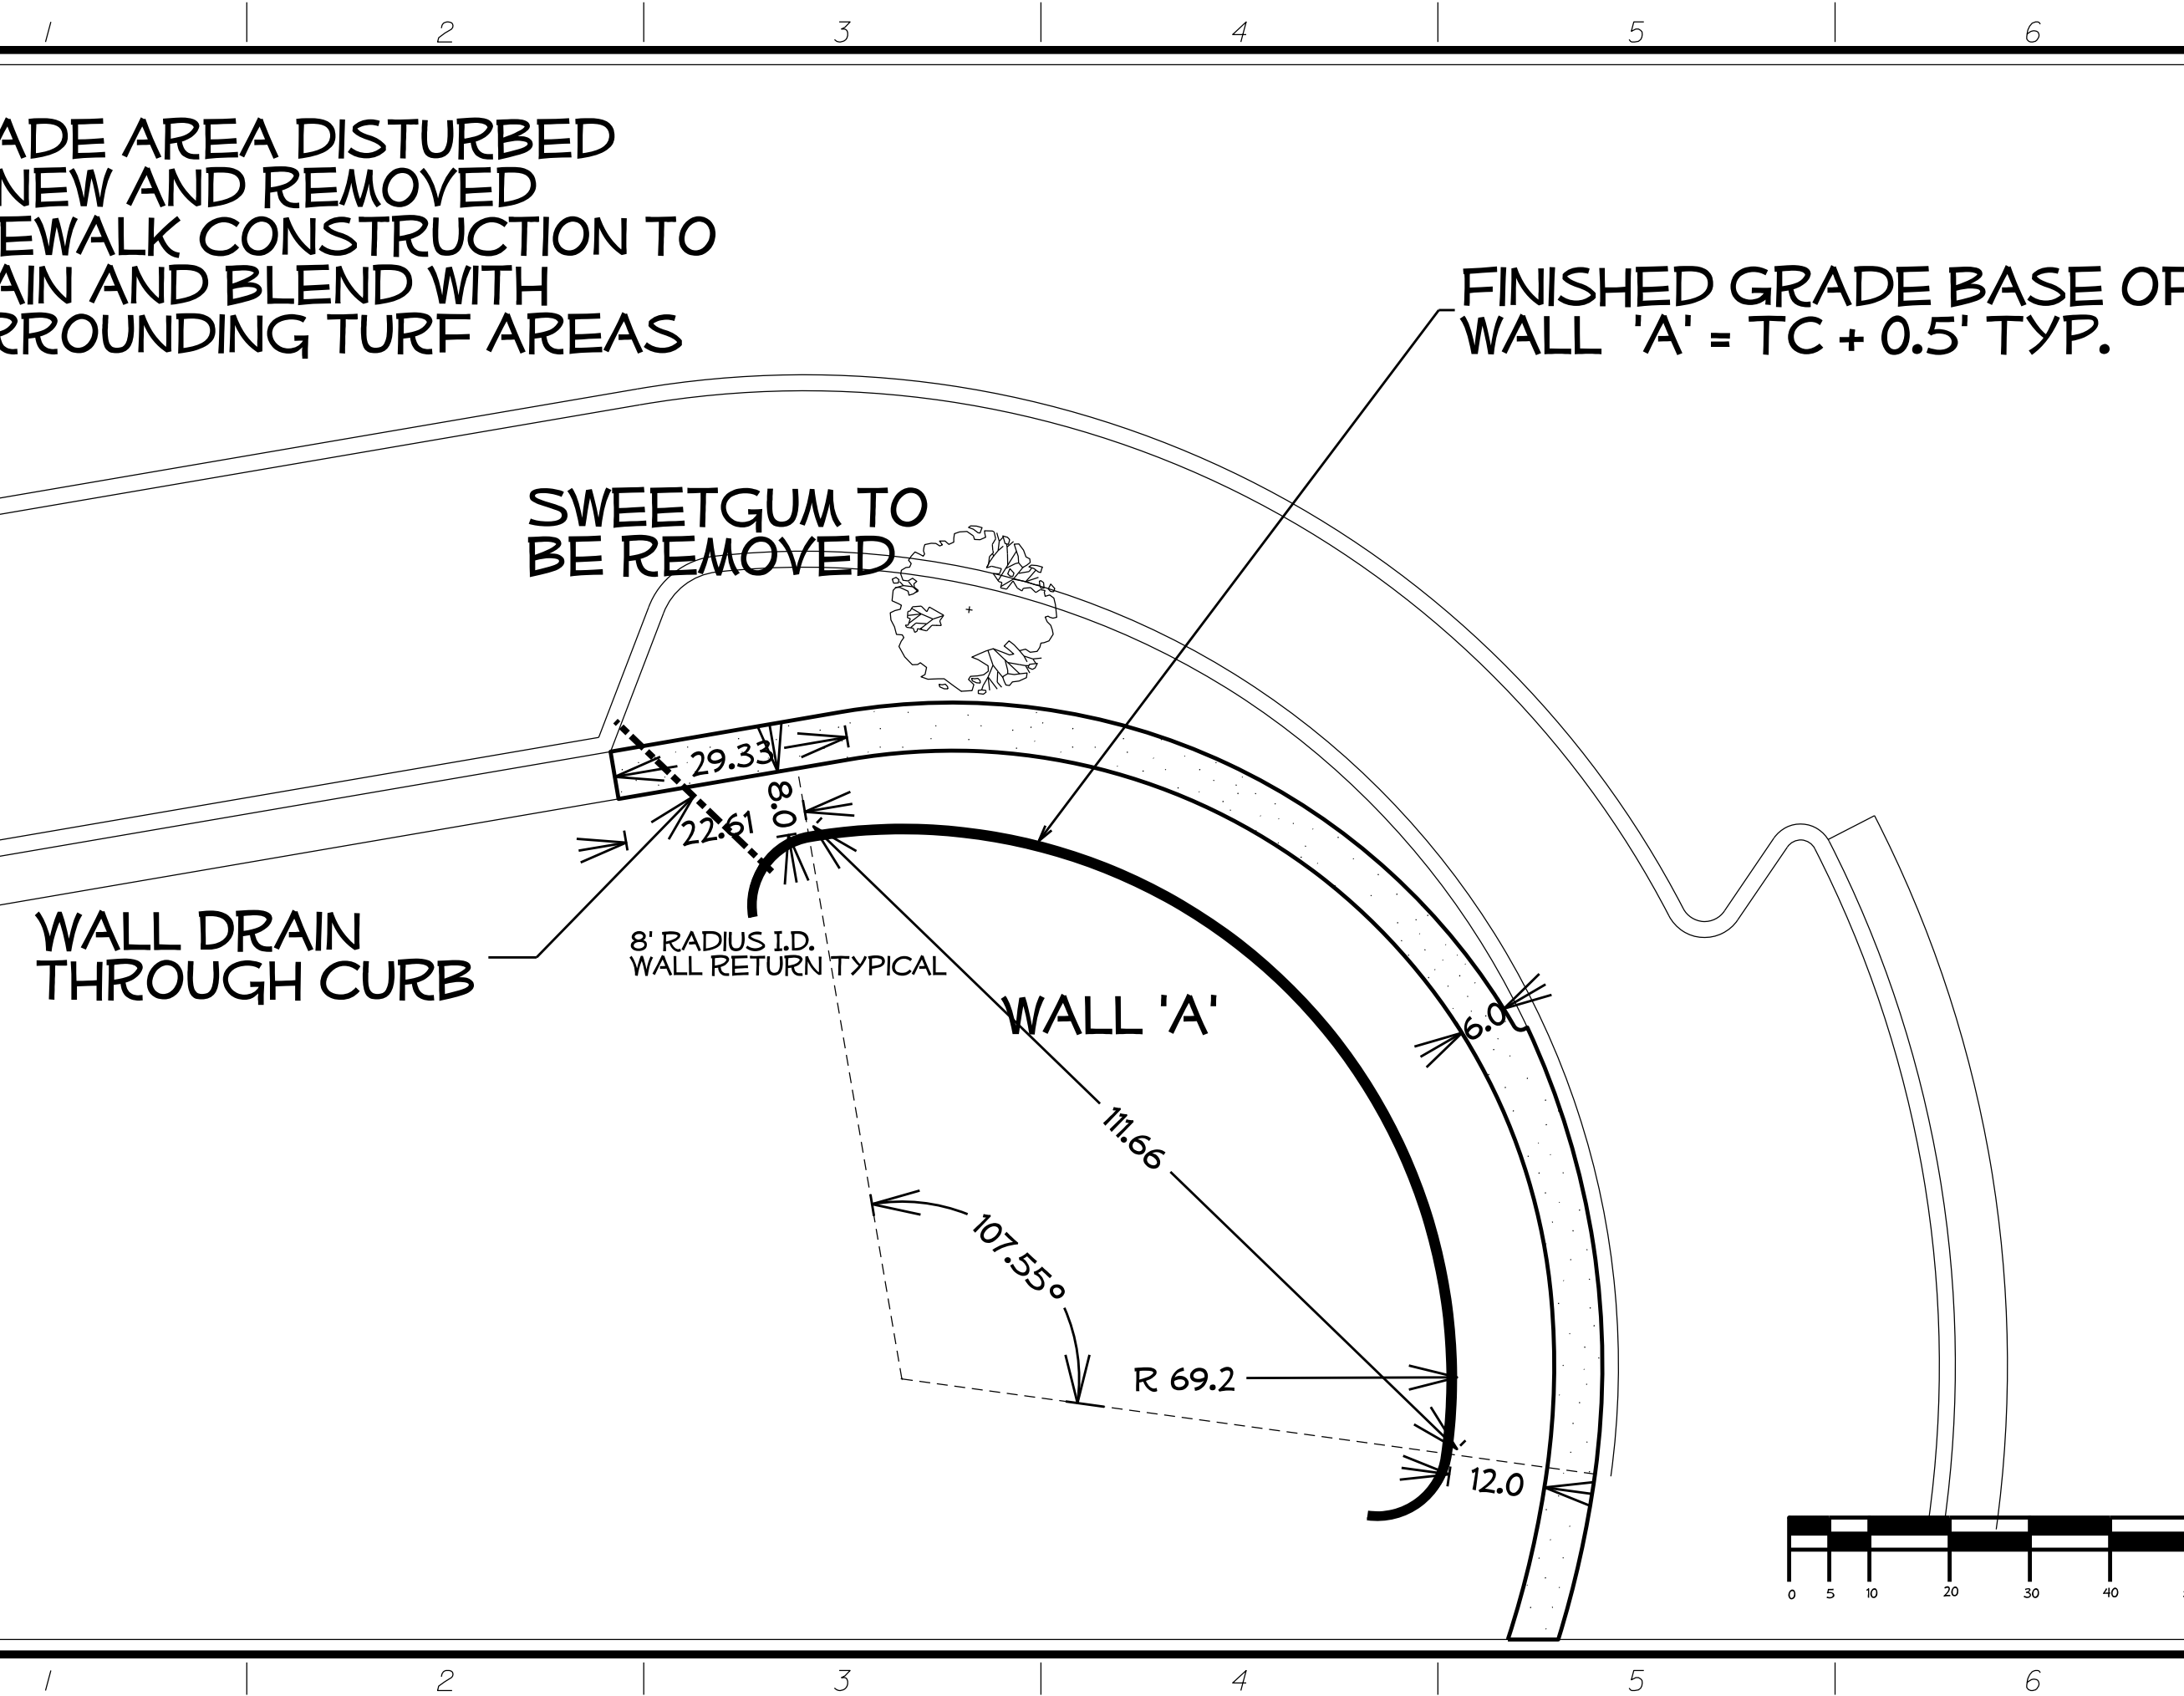 1 2 3 4 5 6
ADE AREA DISTURBED
NEW AND REMOVED
EWALK CONSTRUCTION TO
AIN AND BLEND WITH
ROUNDING TURF AREAS
FINISHED GRADE BASE OF
WALL 'A' = TC + 0.5' TYP.
SWEETGUM TO
BE REMOVED
29.33
8.0
22.61
WALL DRAIN
THROUGH CURB
8' RADIUS I.D.
WALL RETURN TYPICAL
WALL 'A'
6.0
111.66
107.55°
R 69.2
12.0
0 5 10 20 30 40
1 2 3 4 5 6